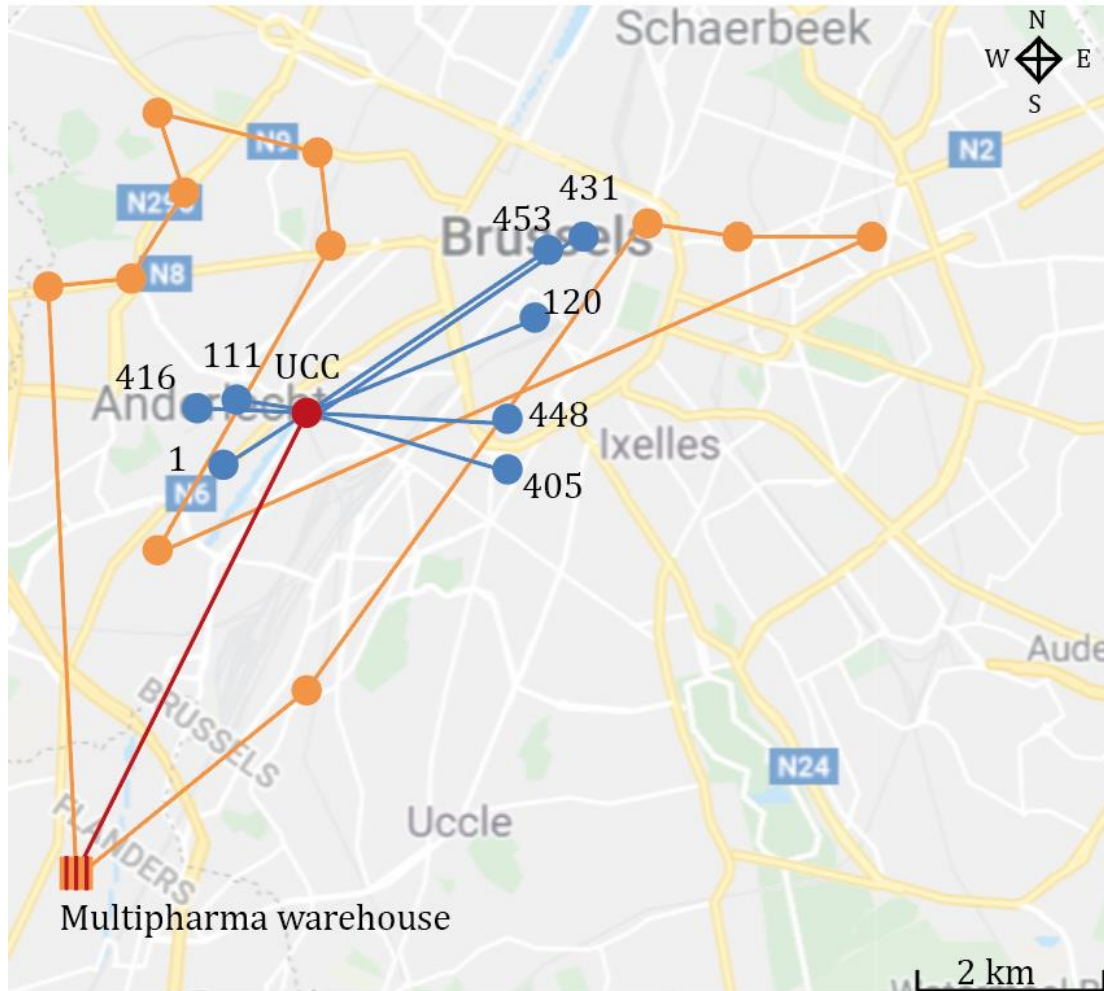 Schaerbeek
N
W E
S
N9
N2
N290
431
453
Brussels
N8
120
111
UCC
416
Anderlecht
448
Ixelles
1
N6
405
Aude
BRUSSELS
N24
FLANDERS
Uccle
Multipharma warehouse
2 km